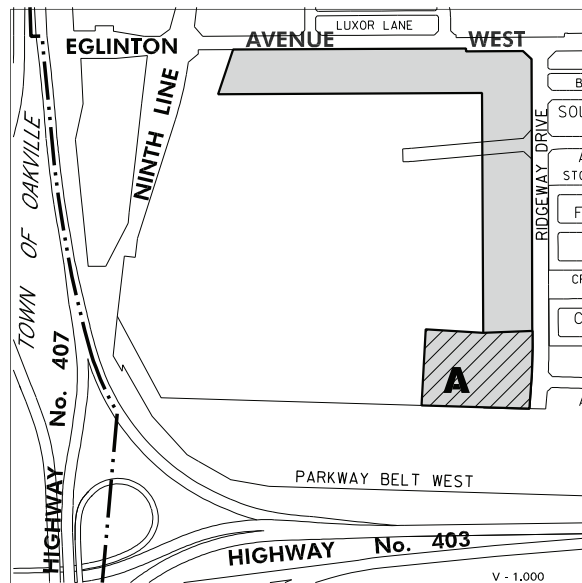 LUXOR LANE
EGLINTON AVENUE WEST
NINTH LINE
TOWN OF OAKVILLE
RIDGEWAY DRIVE
HIGHWAY No. 407
A
PARKWAY BELT WEST
HIGHWAY No. 403
V - 1.000